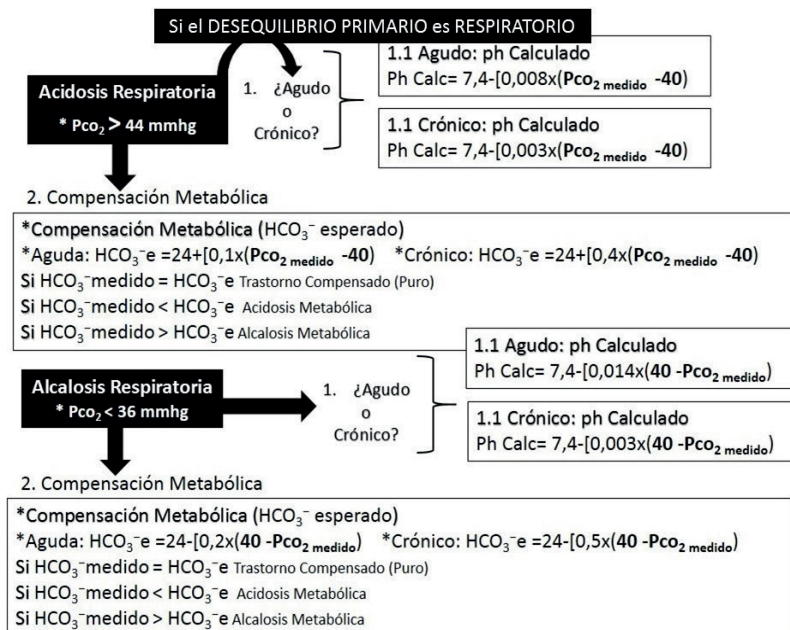 Si el DESEQUILIBRIO PRIMARIO es RESPIRATORIO
Acidosis Respiratoria
* Pco₂ > 44 mmhg
1. ¿Agudo
o
Crónico?
1.1 Agudo: ph Calculado
Ph Calc= 7,4-[0,008x(Pco₂ medido -40)
1.1 Crónico: ph Calculado
Ph Calc= 7,4-[0,003x(Pco₂ medido -40)
2. Compensación Metabólica
*Compensación Metabólica (HCO₃⁻ esperado)
*Aguda: HCO₃⁻e =24+[0,1x(Pco₂ medido -40) *Crónico: HCO₃⁻e =24+[0,4x(Pco₂ medido -40)
Si HCO₃⁻medido = HCO₃⁻e Trastorno Compensado (Puro)
Si HCO₃⁻medido < HCO₃⁻e Acidosis Metabólica
Si HCO₃⁻medido > HCO₃⁻e Alcalosis Metabólica
Alcalosis Respiratoria
* Pco₂ < 36 mmhg
1. ¿Agudo
o
Crónico?
1.1 Agudo: ph Calculado
Ph Calc= 7,4-[0,014x(40 -Pco₂ medido)
1.1 Crónico: ph Calculado
Ph Calc= 7,4-[0,003x(40 -Pco₂ medido)
2. Compensación Metabólica
*Compensación Metabólica (HCO₃⁻ esperado)
*Aguda: HCO₃⁻e =24-[0,2x(40 -Pco₂ medido) *Crónico: HCO₃⁻e =24-[0,5x(40 -Pco₂ medido)
Si HCO₃⁻medido = HCO₃⁻e Trastorno Compensado (Puro)
Si HCO₃⁻medido < HCO₃⁻e Acidosis Metabólica
Si HCO₃⁻medido > HCO₃⁻e Alcalosis Metabólica